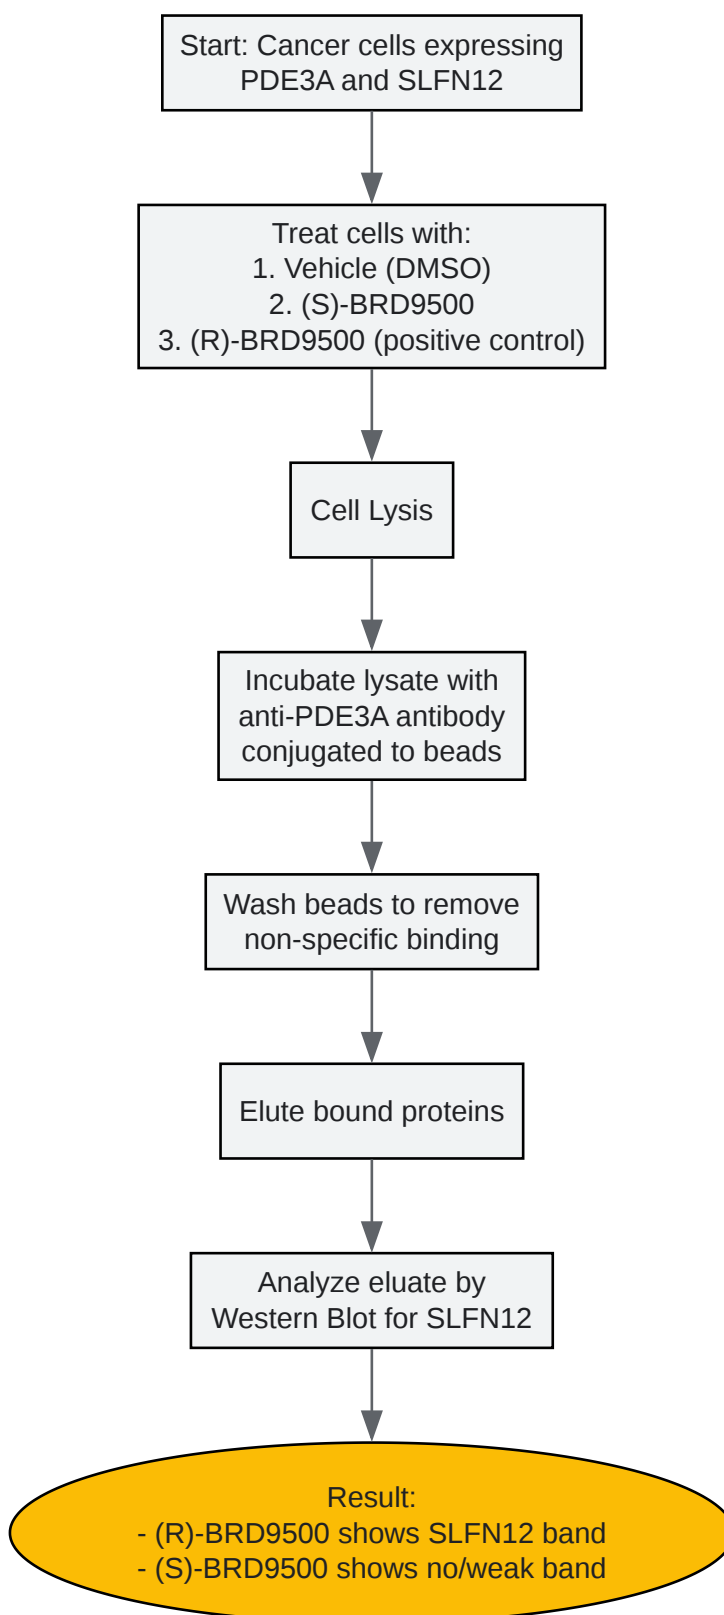 Start: Cancer cells expressing
PDE3A and SLFN12
Treat cells with:
1. Vehicle (DMSO)
2. (S)-BRD9500
3. (R)-BRD9500 (positive control)
Cell Lysis
Incubate lysate with
anti-PDE3A antibody
conjugated to beads
Wash beads to remove
non-specific binding
Elute bound proteins
Analyze eluate by
Western Blot for SLFN12
Result:
- (R)-BRD9500 shows SLFN12 band
- (S)-BRD9500 shows no/weak band